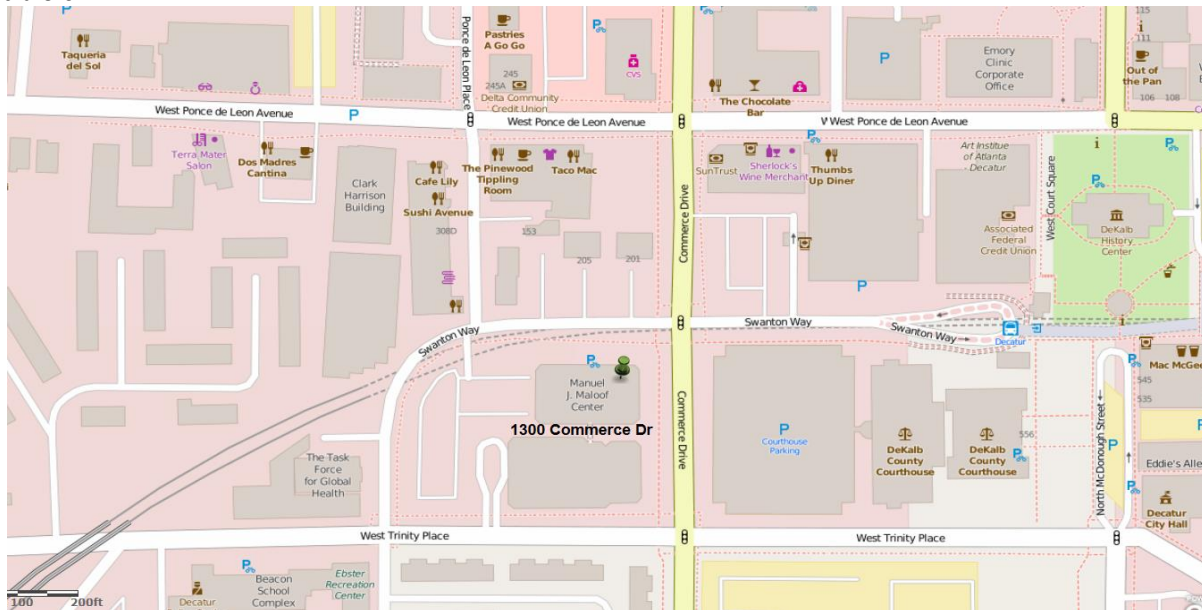 115
111
Taqueria
del Sol
Ponce de Leon Place
Pastries
A Go Go
245
245A
Delta Community
Credit Union
CVS
The Chocolate
Bar
Emory
Clinic
Corporate
Office
Out of
the Pan
106
108
West Ponce de Leon Avenue
West Ponce de Leon Avenue
West Ponce de Leon Avenue
Terra Mater
Salon
Dos Madres
Cantina
Clark
Harrison
Building
Cafe Lily
Sushi Avenue
308D
The Pinewood
Tippling
Room
Taco Mac
153
205
201
Commerce Drive
SunTrust
Sherlock's
Wine Merchant
Thumbs
Up Diner
Art Institue
of Atlanta
- Decatur
Associated
Federal
Credit Union
West Court Square
DeKalb
History
Center
Swanton Way
Swanton Way
Swanton Way
Decatur
Mac McGee
545
535
Manuel
J. Maloof
Center
1300 Commerce Dr
Commerce Drive
Courthouse
Parking
DeKalb
County
Courthouse
DeKalb
County
Courthouse
556
North McDonough Street
Eddie's Alle
Decatur
City Hall
The Task
Force
for Global
Health
West Trinity Place
West Trinity Place
Decatur
Beacon
School
Complex
Ebster
Recreation
Center
100
200ft